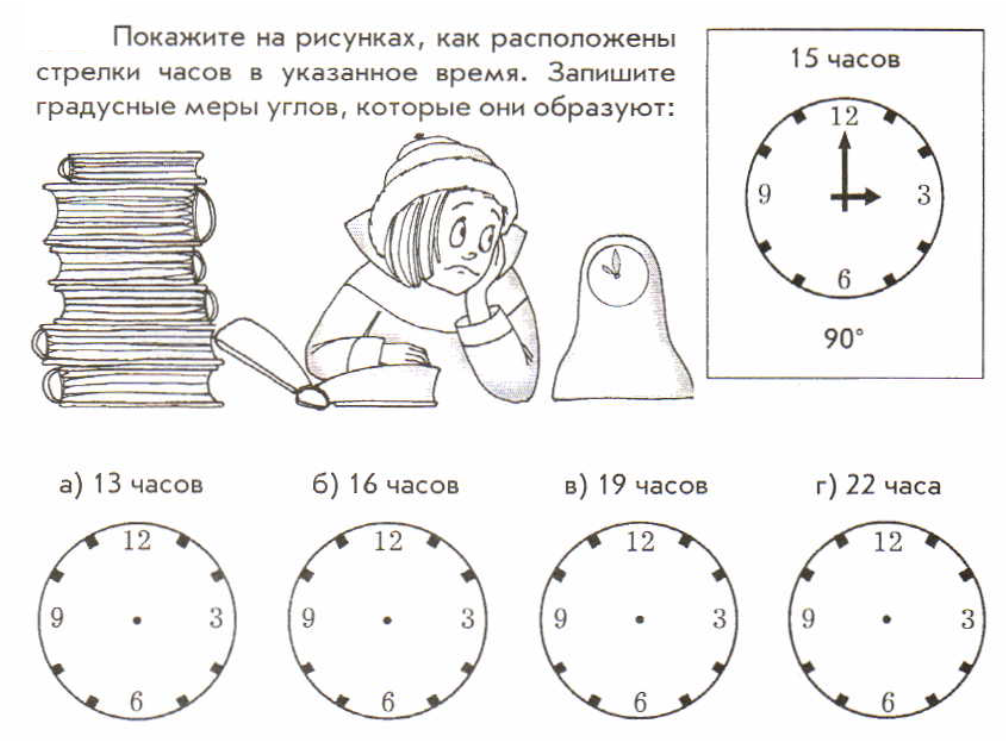 Покажите на рисунках, как расположены
стрелки часов в указанное время. Запишите
градусные меры углов, которые они образуют:
15 часов
12
9
3
6
90°
а) 13 часов
б) 16 часов
в) 19 часов
г) 22 часа
12
9
3
6
12
9
3
6
12
9
3
6
12
9
3
6